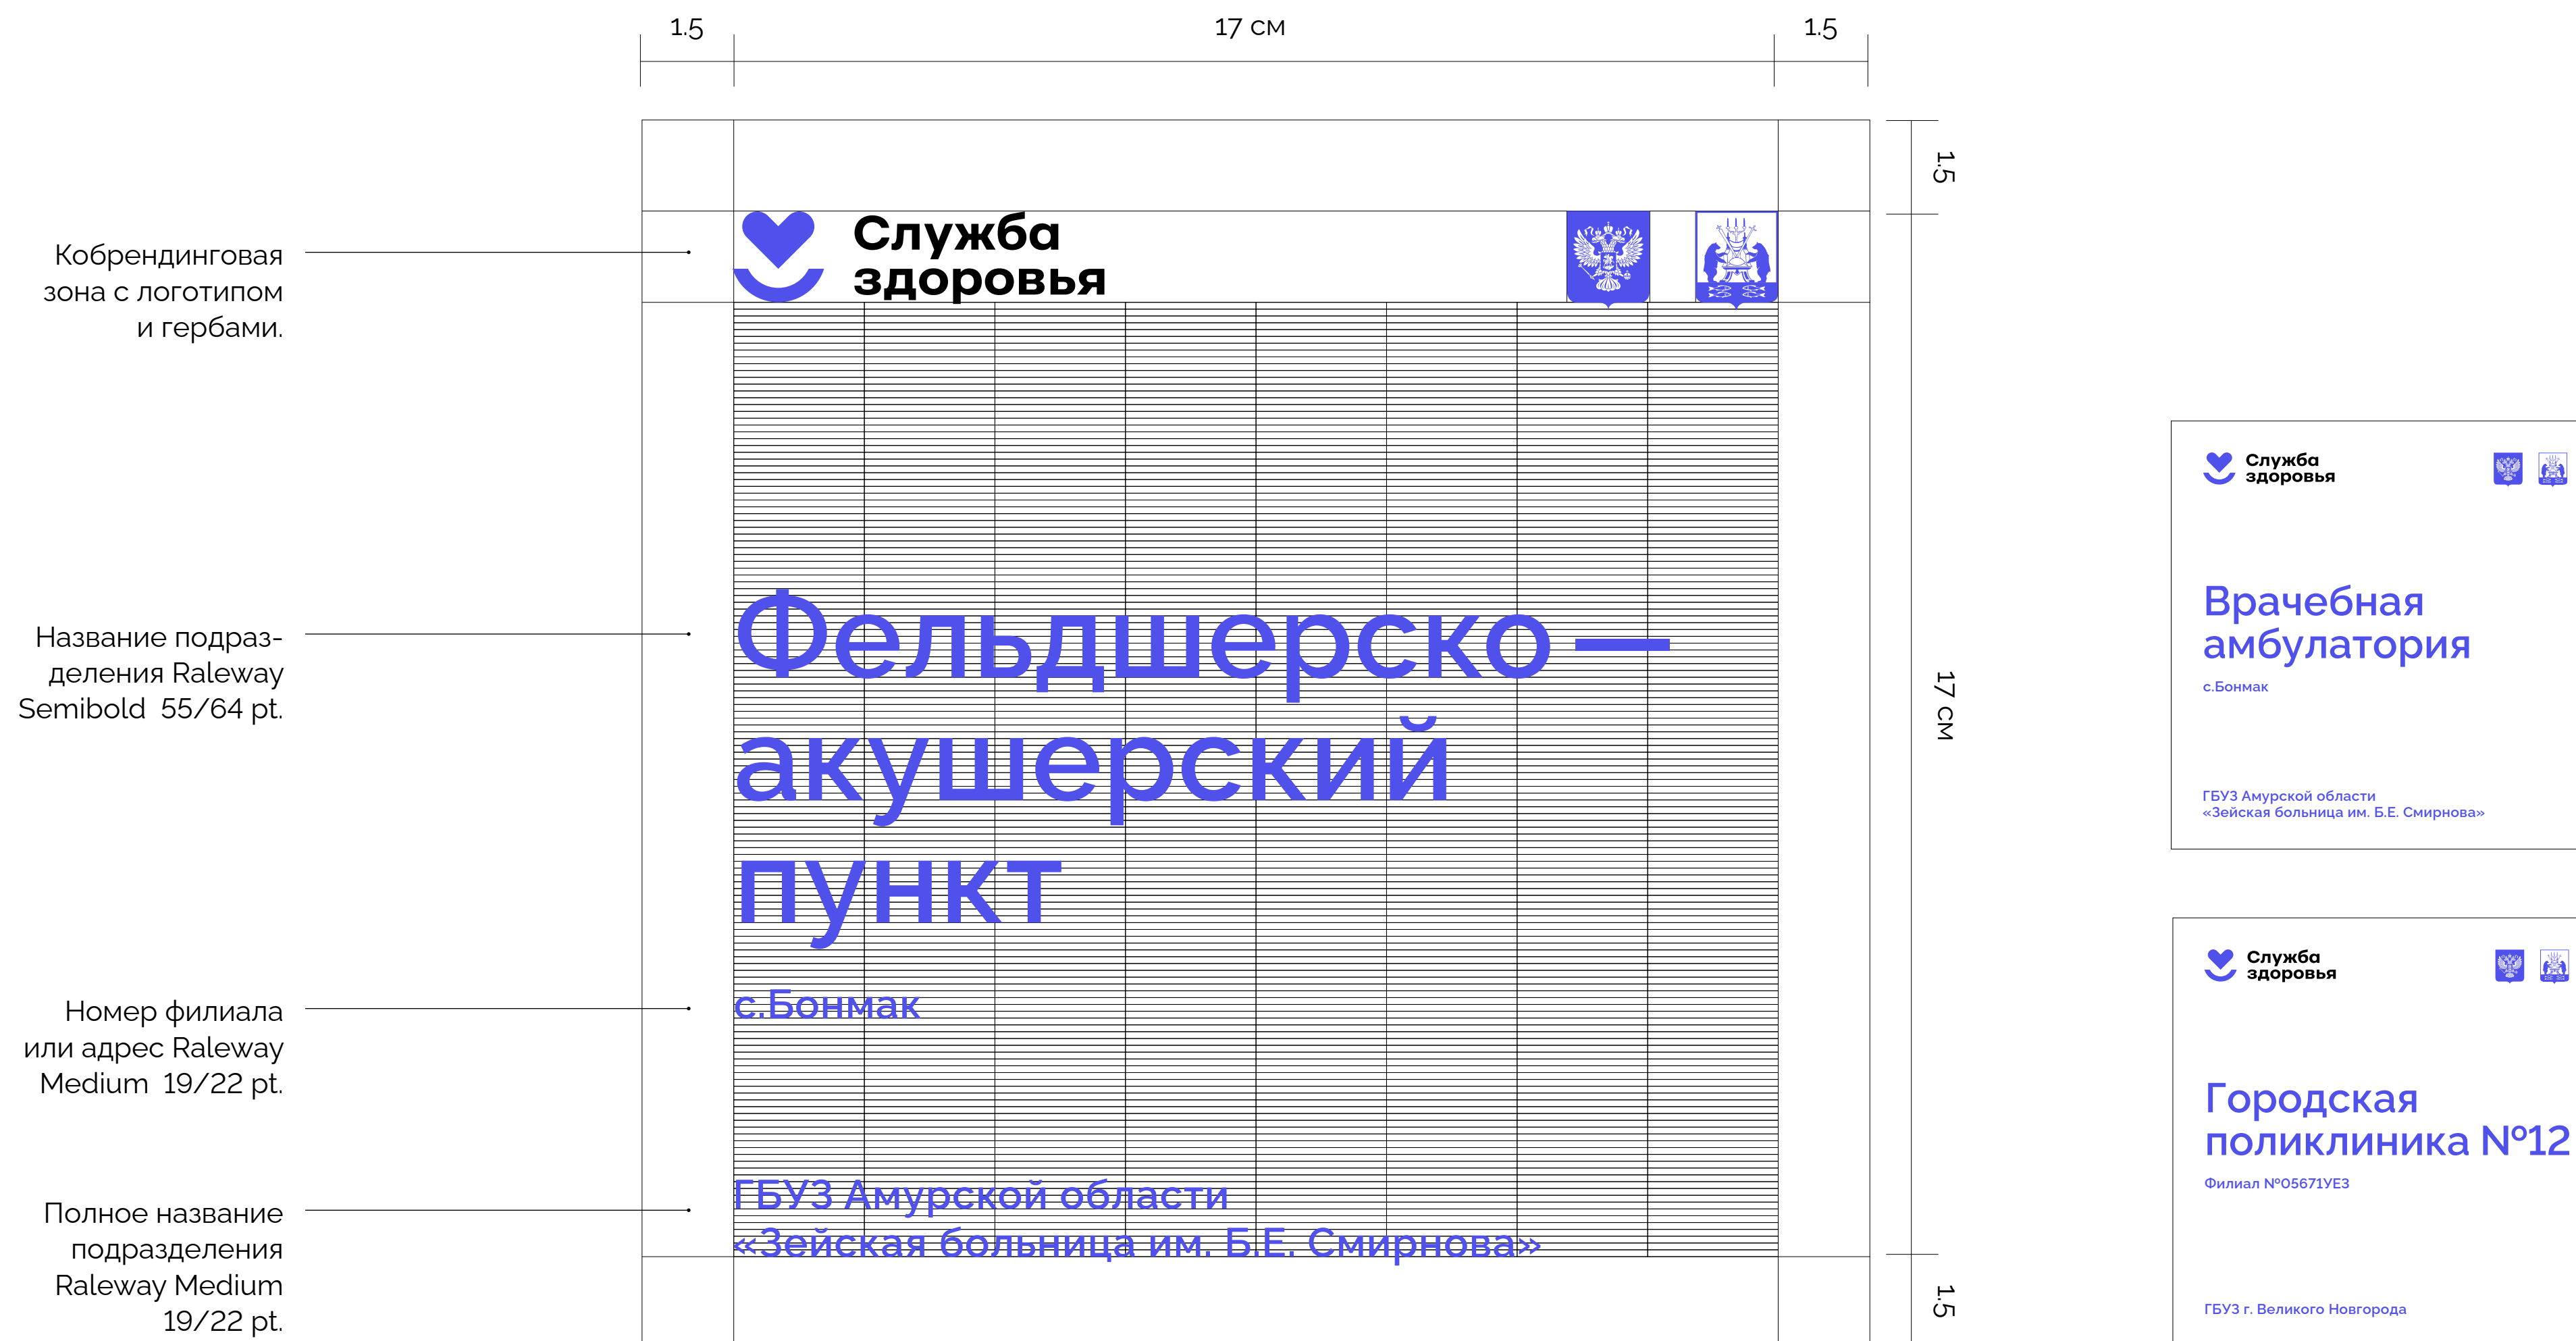 1.5
17 см
1.5
1.5
17 см
1.5
Кобрендинговая
зона с логотипом
и гербами.
Название подраз-
деления Raleway
Semibold 55/64 pt.
Номер филиала
или адрес Raleway
Medium 19/22 pt.
Полное название
подразделения
Raleway Medium
19/22 pt.
Служба
здоровья
Фельдшерско —
акушерский
пункт
с.Бонмак
ГБУЗ Амурской области
«Зейская больница им. Б.Е. Смирнова»
Служба
здоровья
Врачебная
амбулатория
с.Бонмак
ГБУЗ Амурской области
«Зейская больница им. Б.Е. Смирнова»
Служба
здоровья
Городская
поликлиника №12
Филиал №05671УЕ3
ГБУЗ г. Великого Новгорода